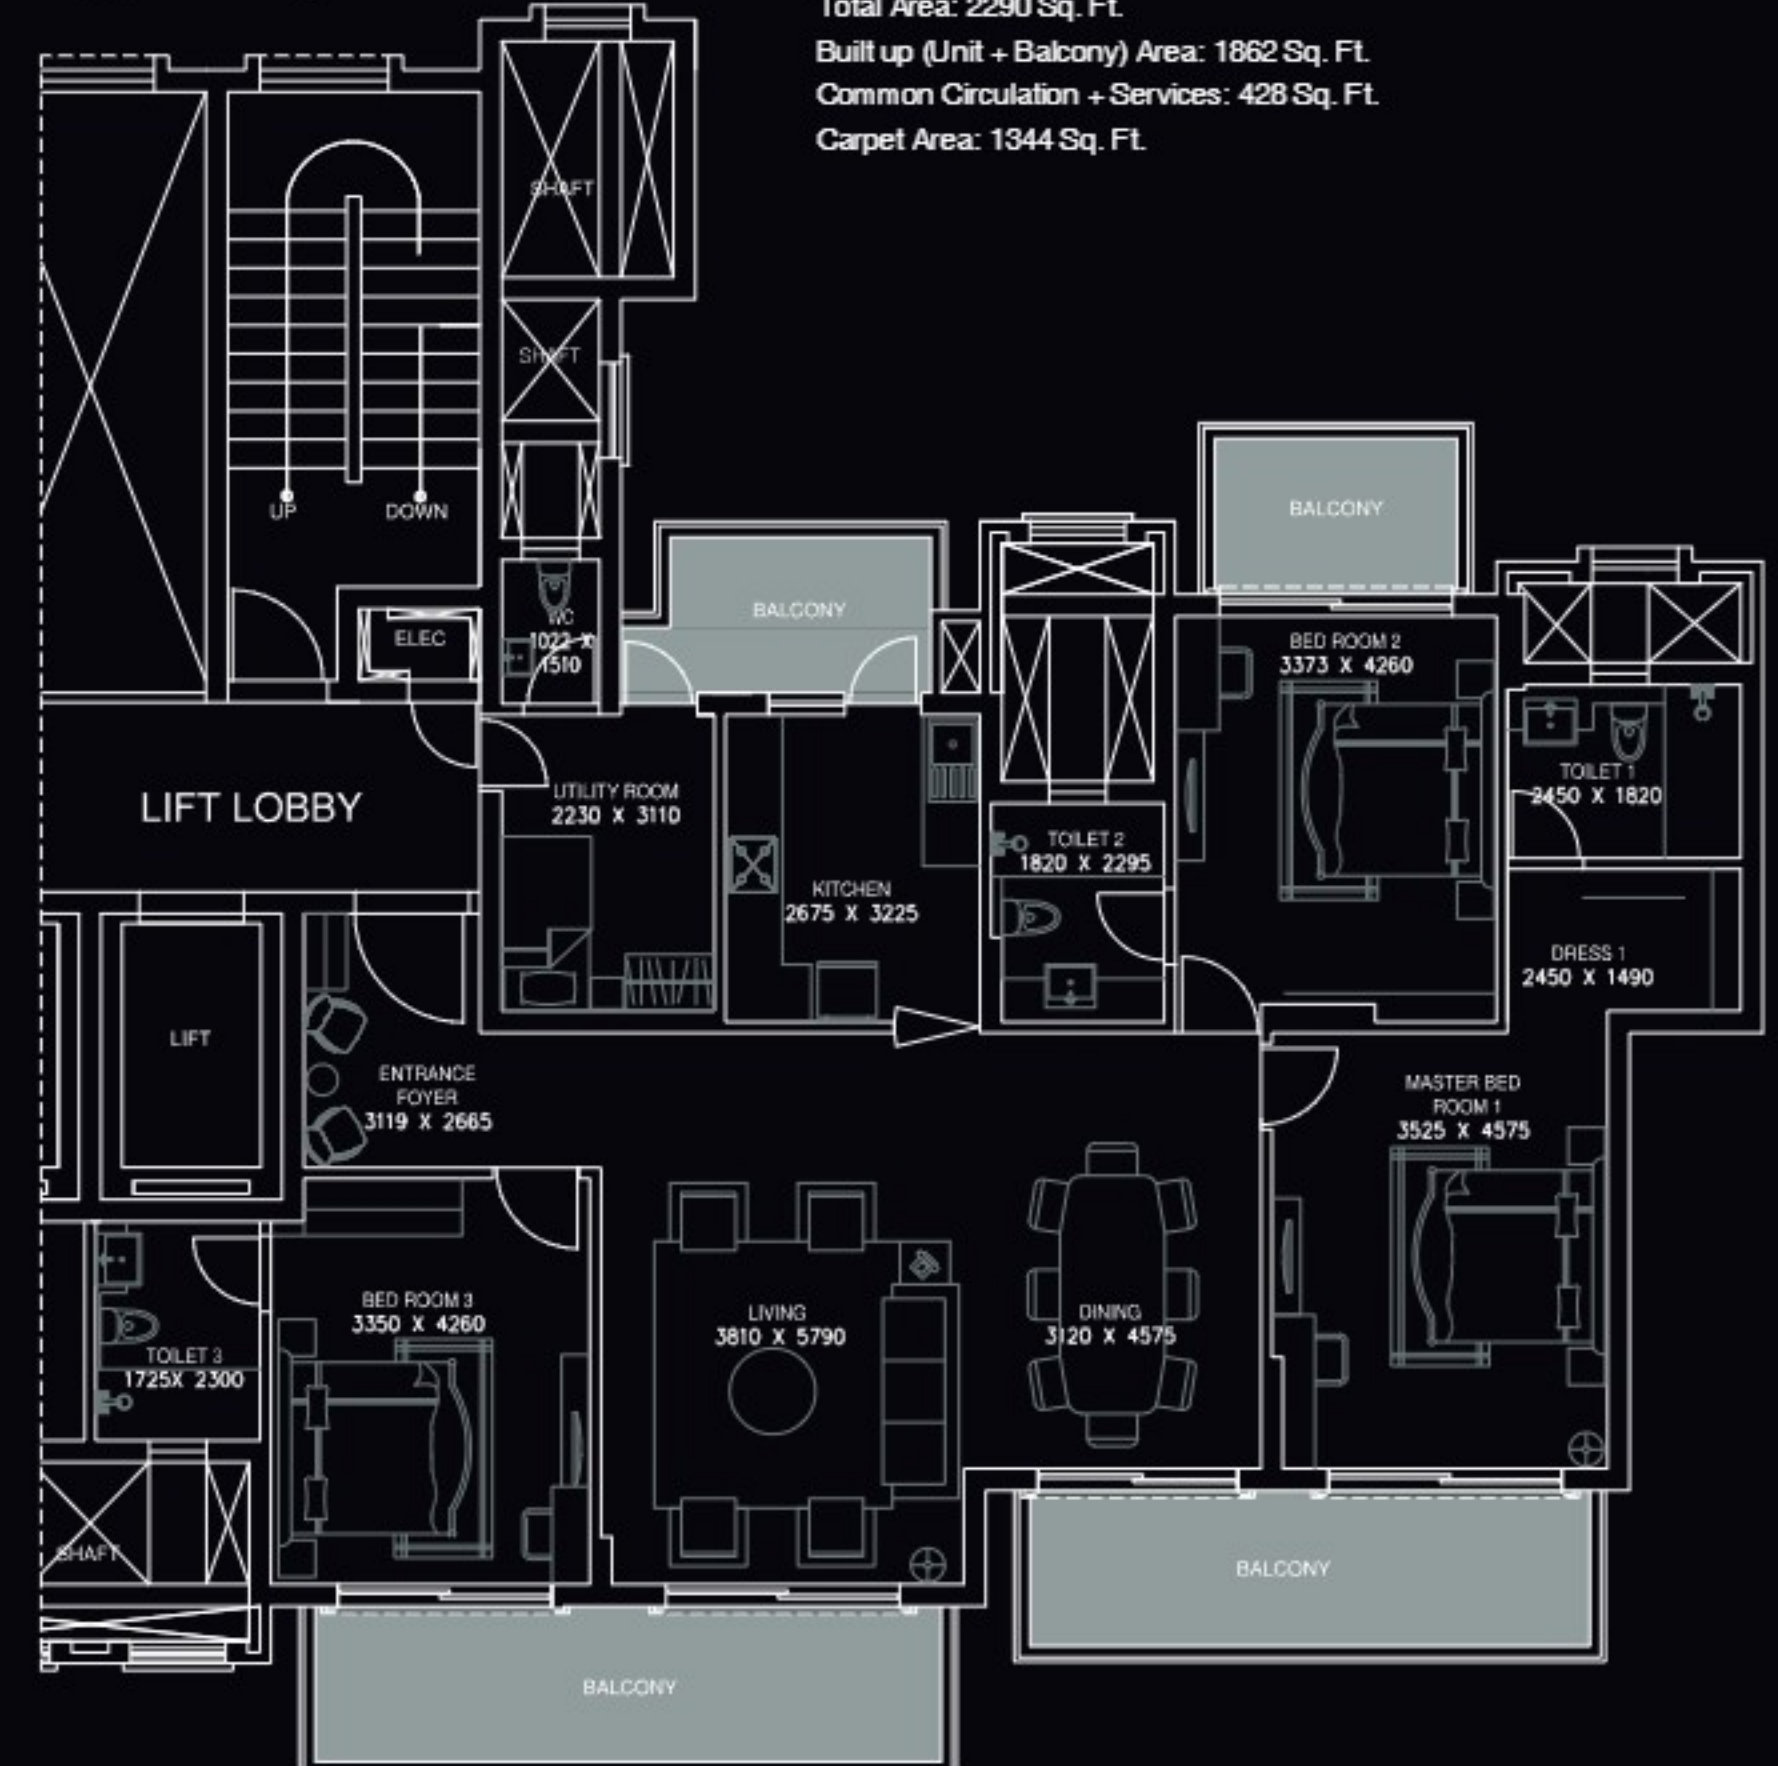 Total Area: 2290 Sq. Ft.
Built up (Unit + Balcony) Area: 1862 Sq. Ft.
Common Circulation + Services: 428 Sq. Ft.
Carpet Area: 1344 Sq. Ft.
SHAFT
SHAFT
UP
DOWN
BALCONY
ELEC
WC
1022 X
1510
BALCONY
BED ROOM 2
3373 X 4260
LIFT LOBBY
UTILITY ROOM
2230 X 3110
TOILET 1
2450 X 1820
TOILET 2
1820 X 2295
KITCHEN
2675 X 3225
DRESS 1
2450 X 1490
LIFT
ENTRANCE
FOYER
3119 X 2665
MASTER BED
ROOM 1
3525 X 4575
BED ROOM 3
3350 X 4260
LIVING
3810 X 5790
DINING
3120 X 4575
TOILET 3
1725X 2300
SHAFT
BALCONY
BALCONY